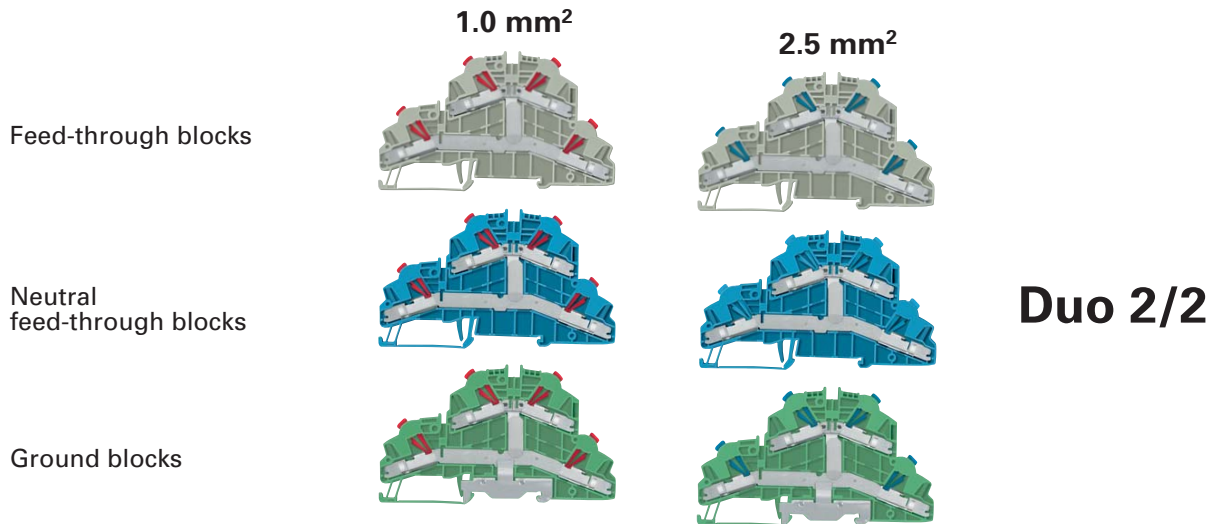 1.0 mm²
2.5 mm²
Feed-through blocks
Neutral
feed-through blocks
Duo 2/2
Ground blocks